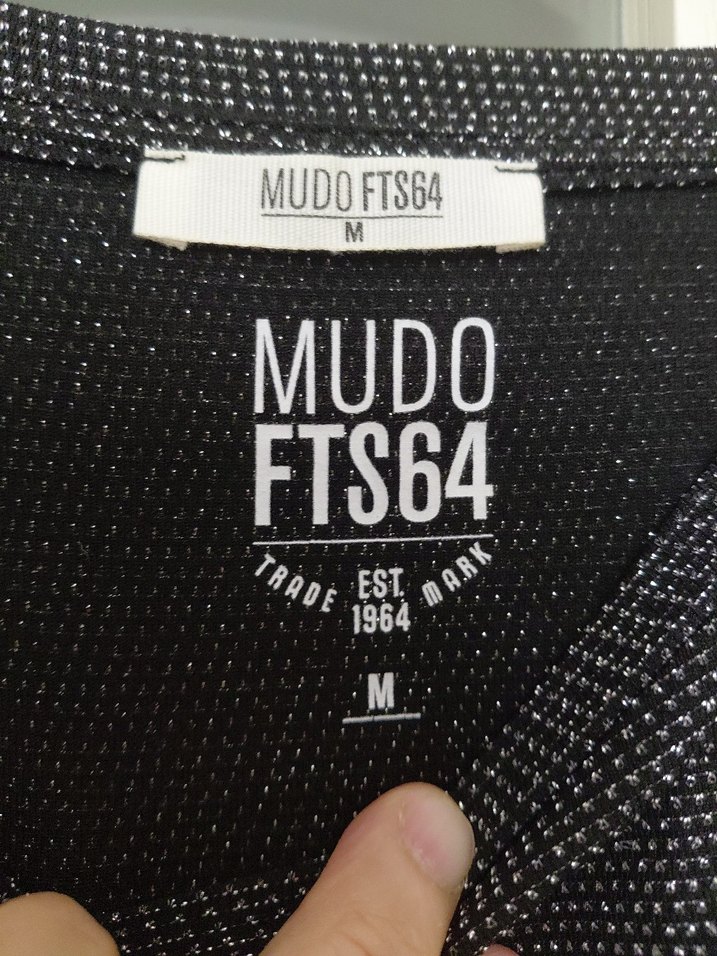 MUDO FTS64
M
MUDO
FTS64
TRADE EST. MARK
1964
M